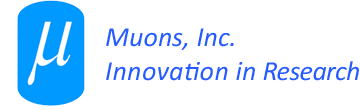 μ
Muons, Inc.
Innovation in Research